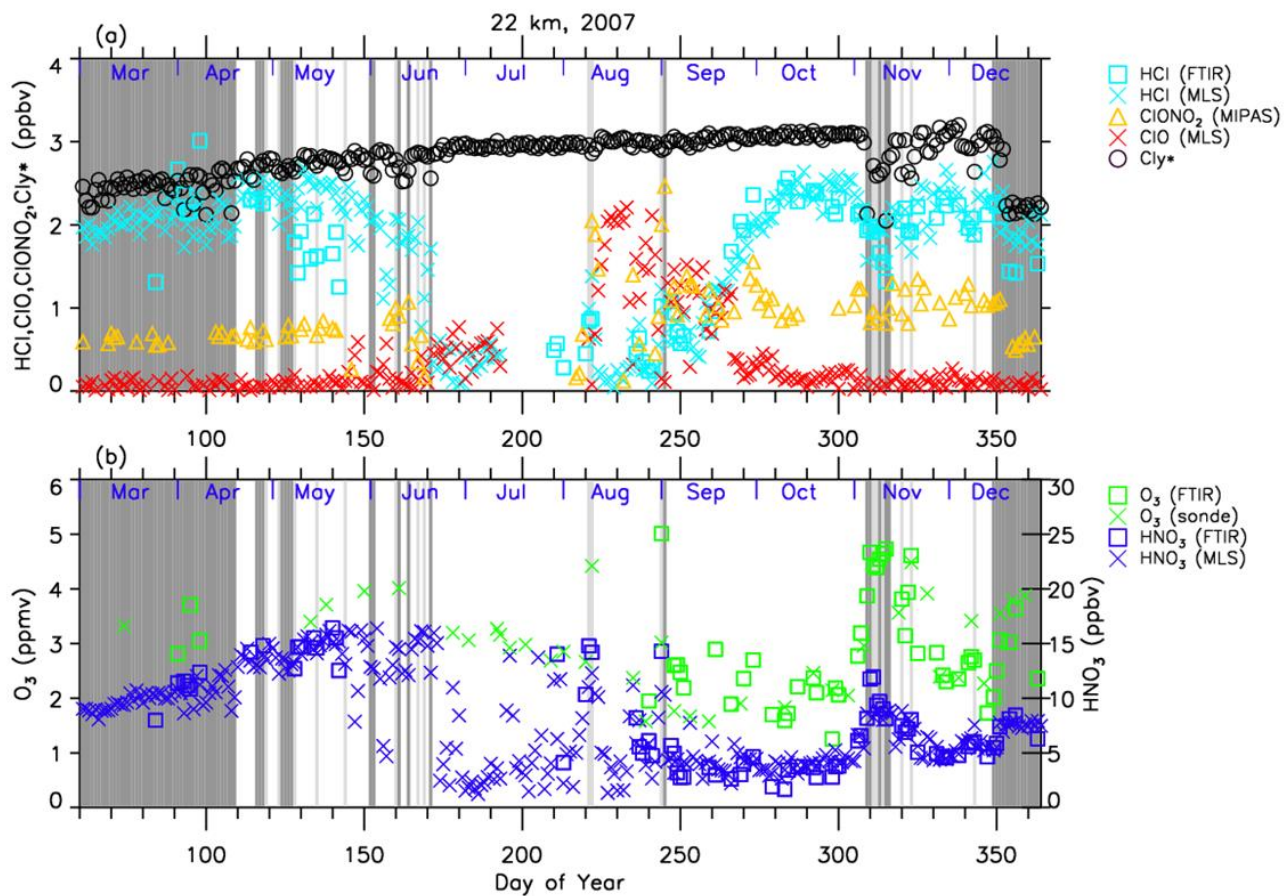 22 km, 2007
(a)
HCl,ClO,ClONO₂,Cly* (ppbv)
4
3
2
1
0
Mar Apr May Jun Jul Aug Sep Oct Nov Dec
100 150 200 250 300 350
HCl (FTIR)
HCl (MLS)
ClONO₂ (MIPAS)
ClO (MLS)
Cly*
(b)
O₃ (ppmv)
6
5
4
3
2
1
0
Mar Apr May Jun Jul Aug Sep Oct Nov Dec
30
25
20
15
10
5
0
HNO₃ (ppbv)
100 150 200 250 300 350
Day of Year
O₃ (FTIR)
O₃ (sonde)
HNO₃ (FTIR)
HNO₃ (MLS)